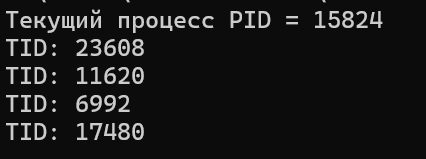 Текущий процесс PID = 15824
TID: 23608
TID: 11620
TID: 6992
TID: 17480